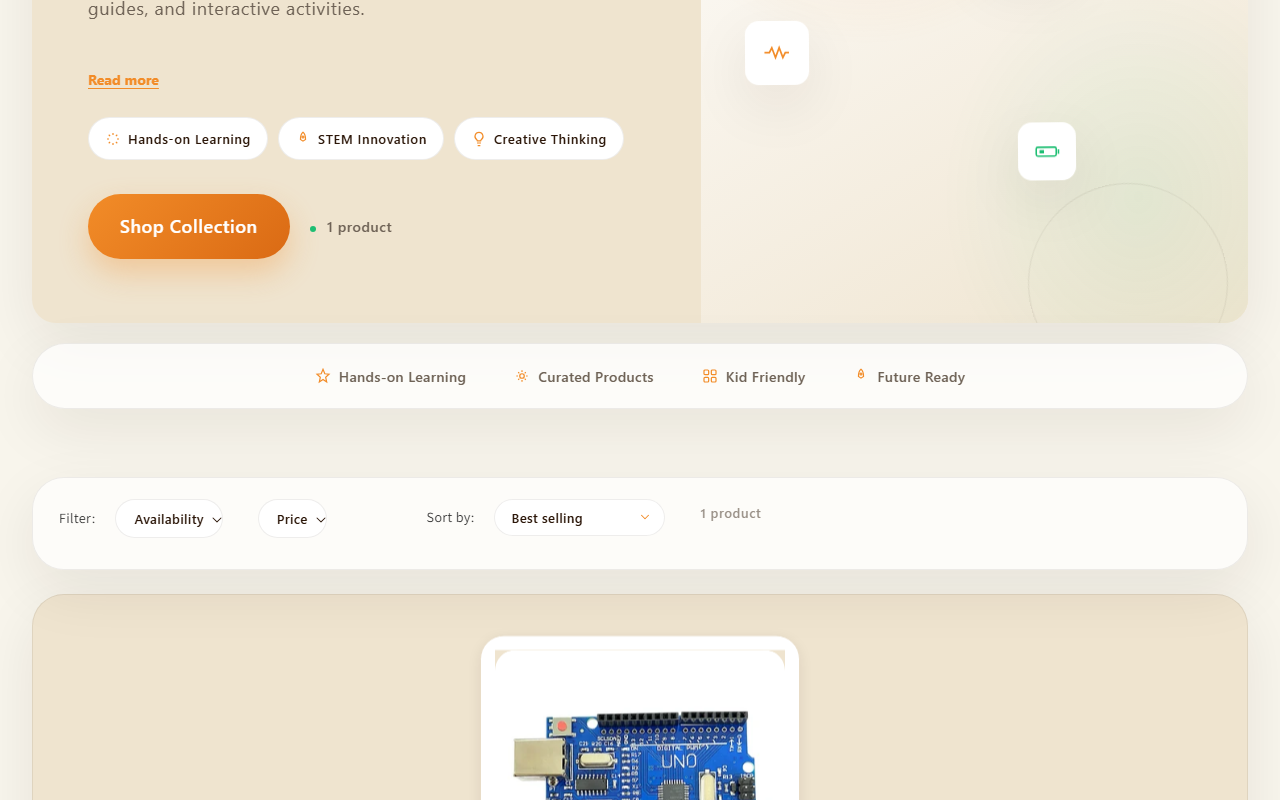 guides, and interactive activities.
Read more
Hands-on Learning STEM Innovation Creative Thinking
Shop Collection 1 product
Hands-on Learning Curated Products Kid Friendly Future Ready
Filter: Availability Price Sort by: Best selling 1 product
DIGITAL
UNO